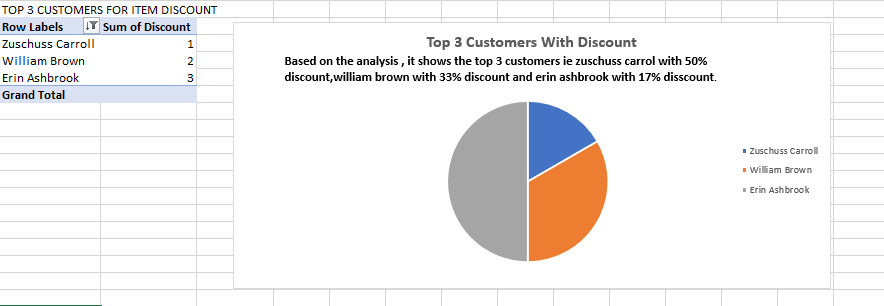 TOP 3 CUSTOMERS FOR ITEM DISCOUNT
Row Labels Sum of Discount
Zuschuss Carroll 1
William Brown 2
Erin Ashbrook 3
Grand Total
Top 3 Customers With Discount
Based on the analysis , it shows the top 3 customers ie zuschuss carrol with 50%
discount,william brown with 33% discount and erin ashbrook with 17% disscount.
Zuschuss Carroll
William Brown
Erin Ashbrook